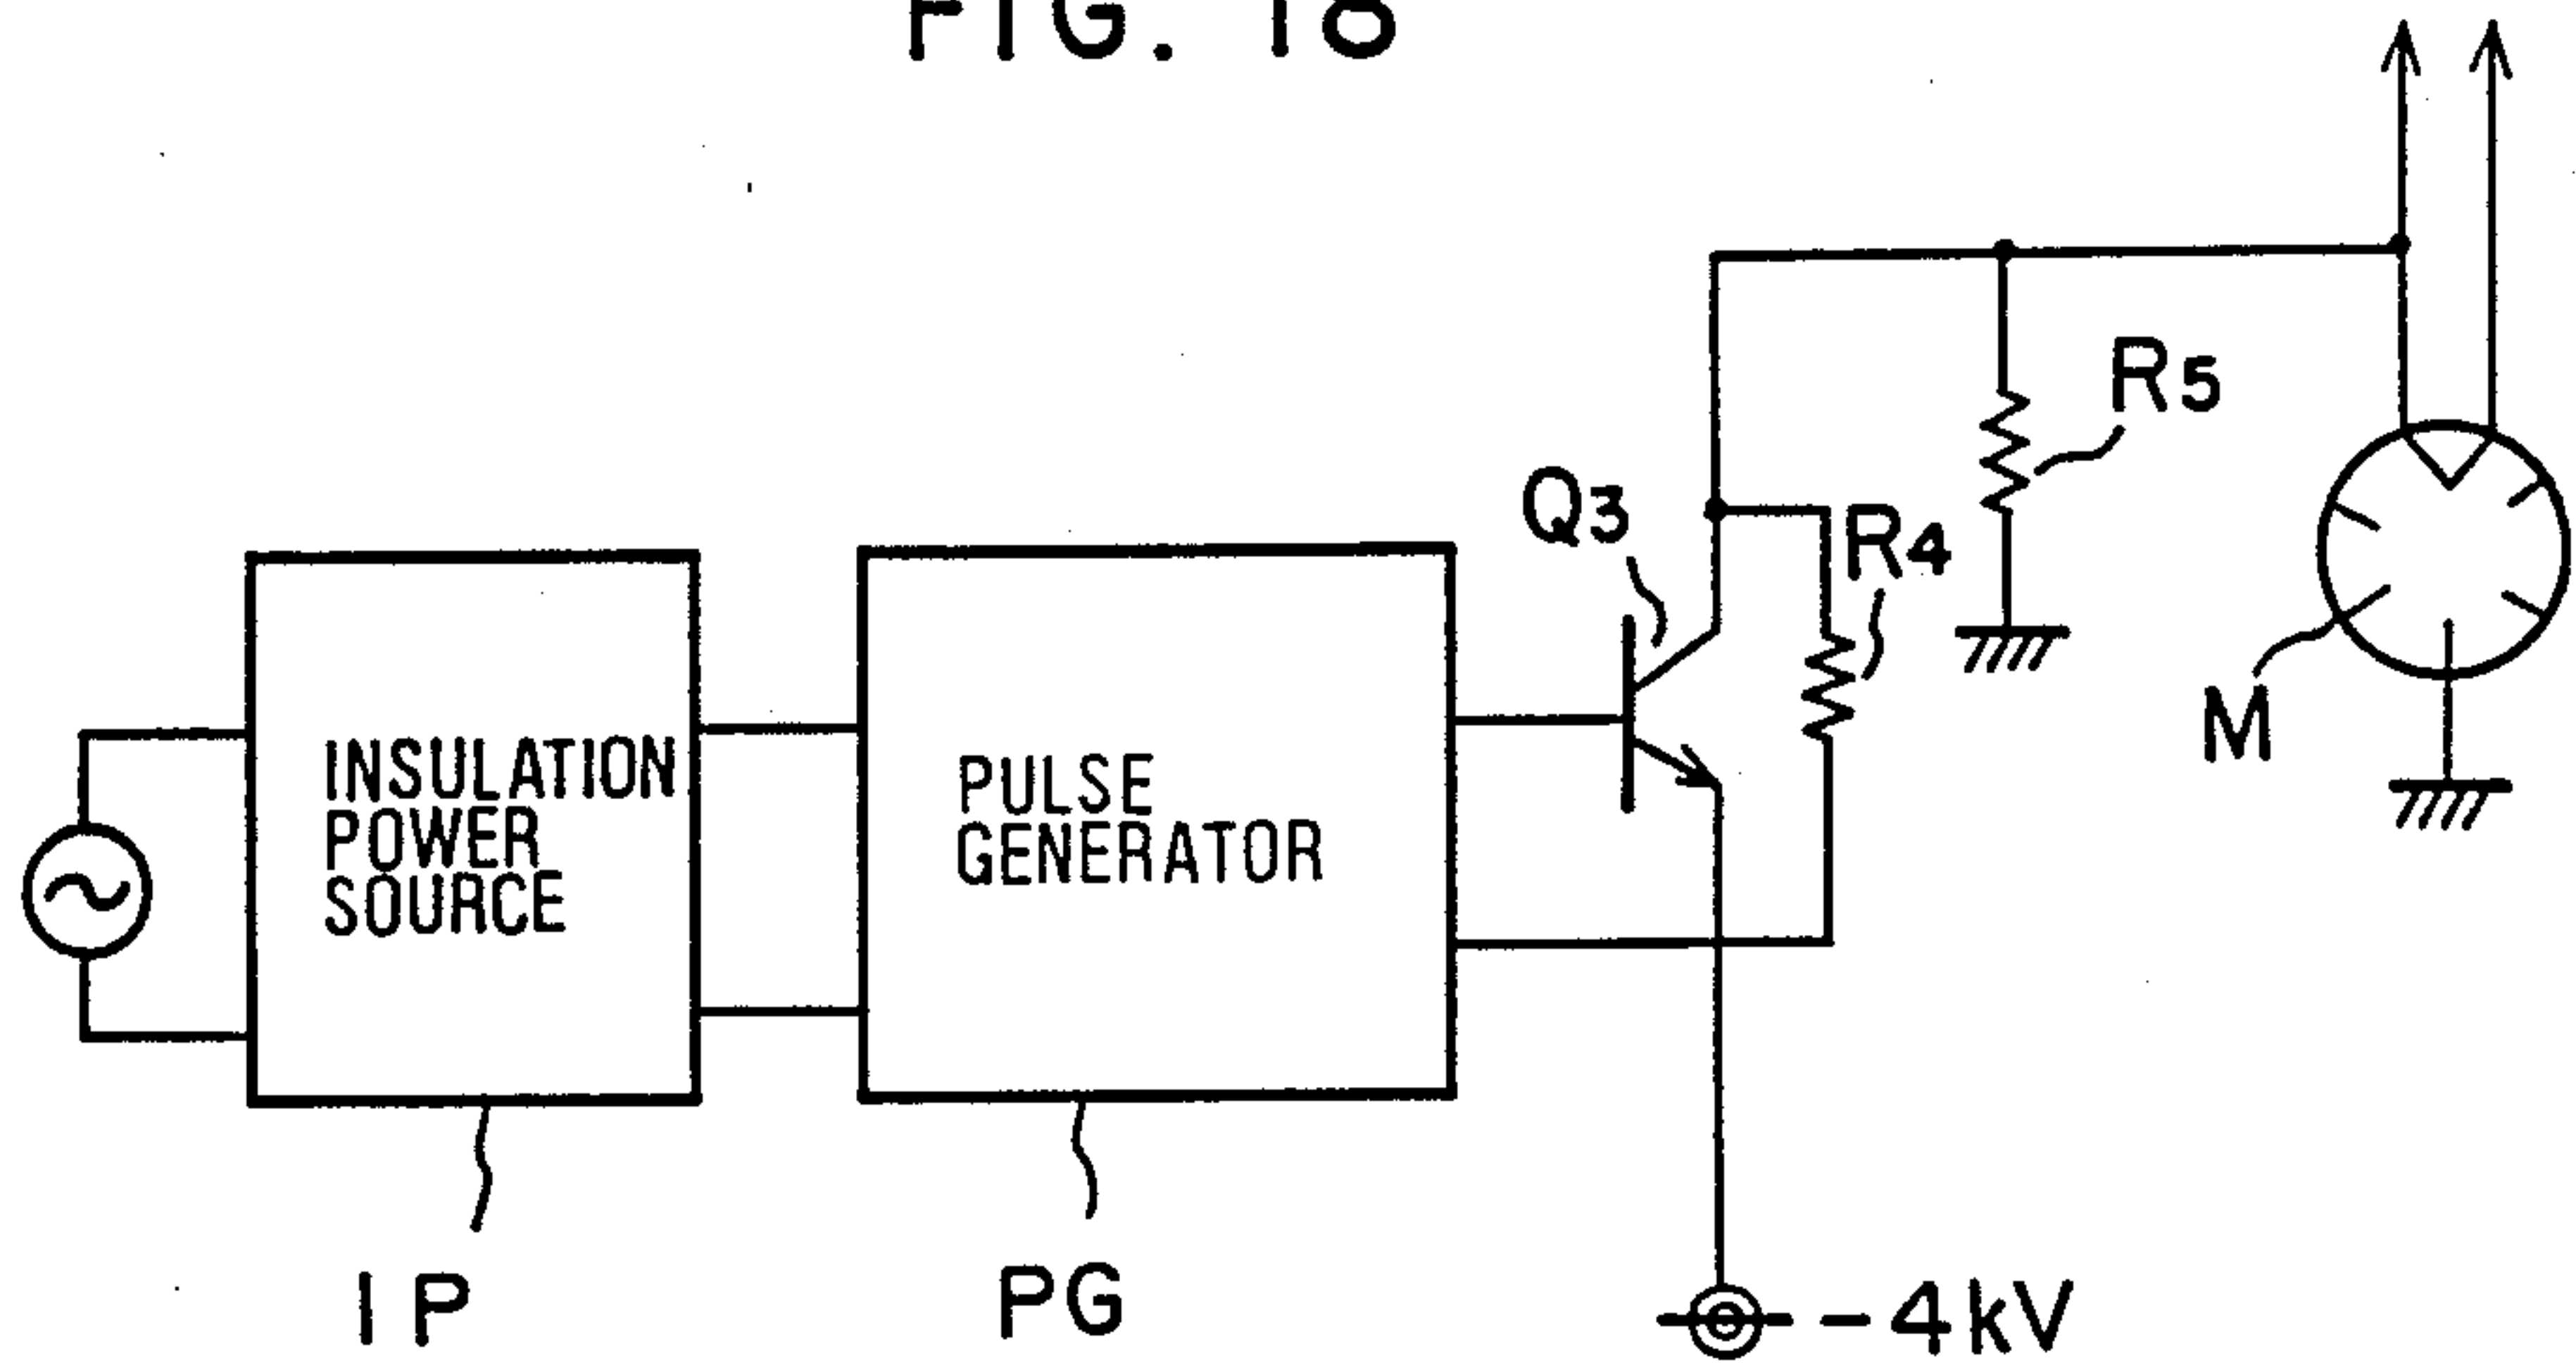 FIG. 18
R5
Q3
R4
M
INSULATION
POWER
SOURCE
PULSE
GENERATOR
IP
PG
-4kV